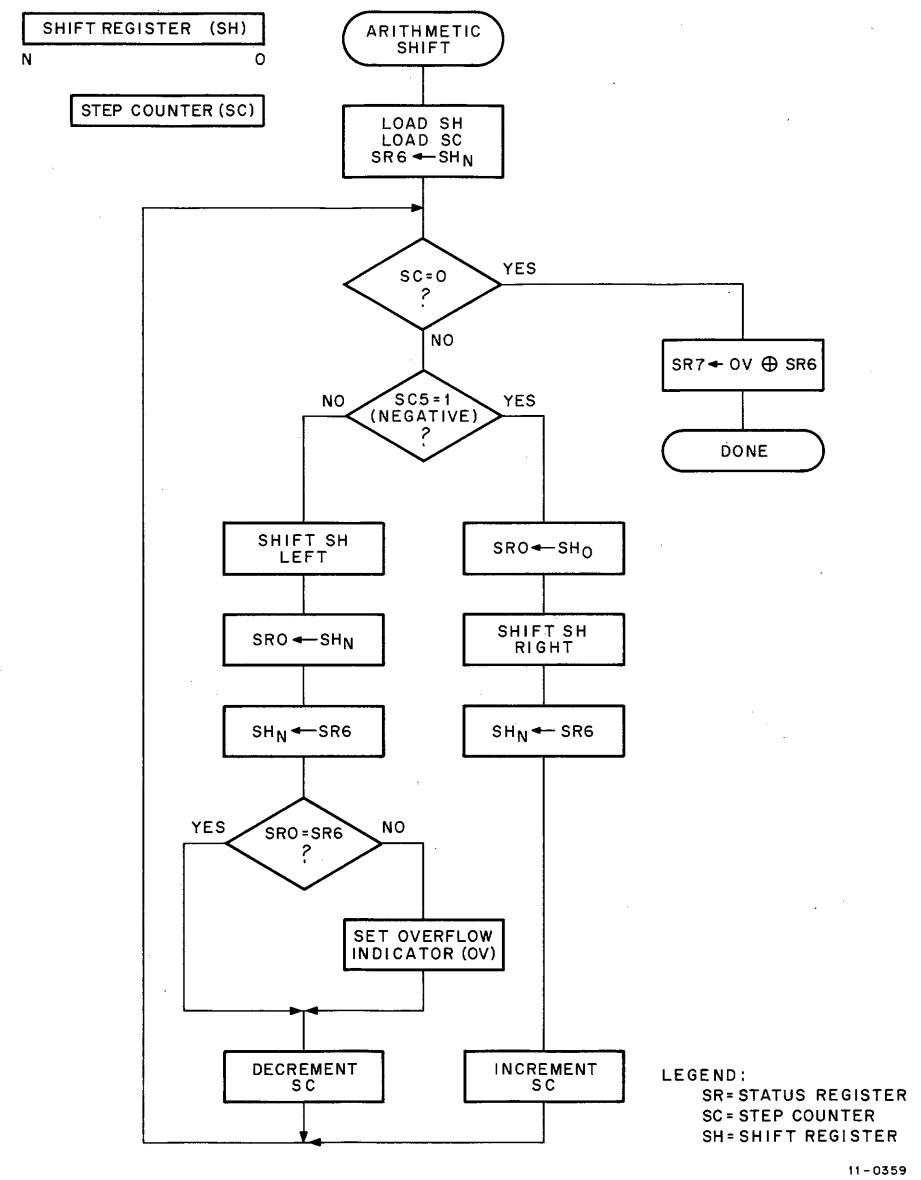 SHIFT REGISTER (SH)
N O
STEP COUNTER (SC)
ARITHMETIC
SHIFT
LOAD SH
LOAD SC
SR6 ← SHN
SC=0
?
YES
NO
SR7 ← OV ⊕ SR6
DONE
SC5=1
(NEGATIVE)
?
NO
YES
SHIFT SH
LEFT
SR0 ← SHN
SHN ← SR6
SR0=SR6
?
YES
NO
SET OVERFLOW
INDICATOR (OV)
DECREMENT
SC
SR0 ← SH0
SHIFT SH
RIGHT
SHN ← SR6
INCREMENT
SC
LEGEND:
SR= STATUS REGISTER
SC= STEP COUNTER
SH= SHIFT REGISTER
11-0359